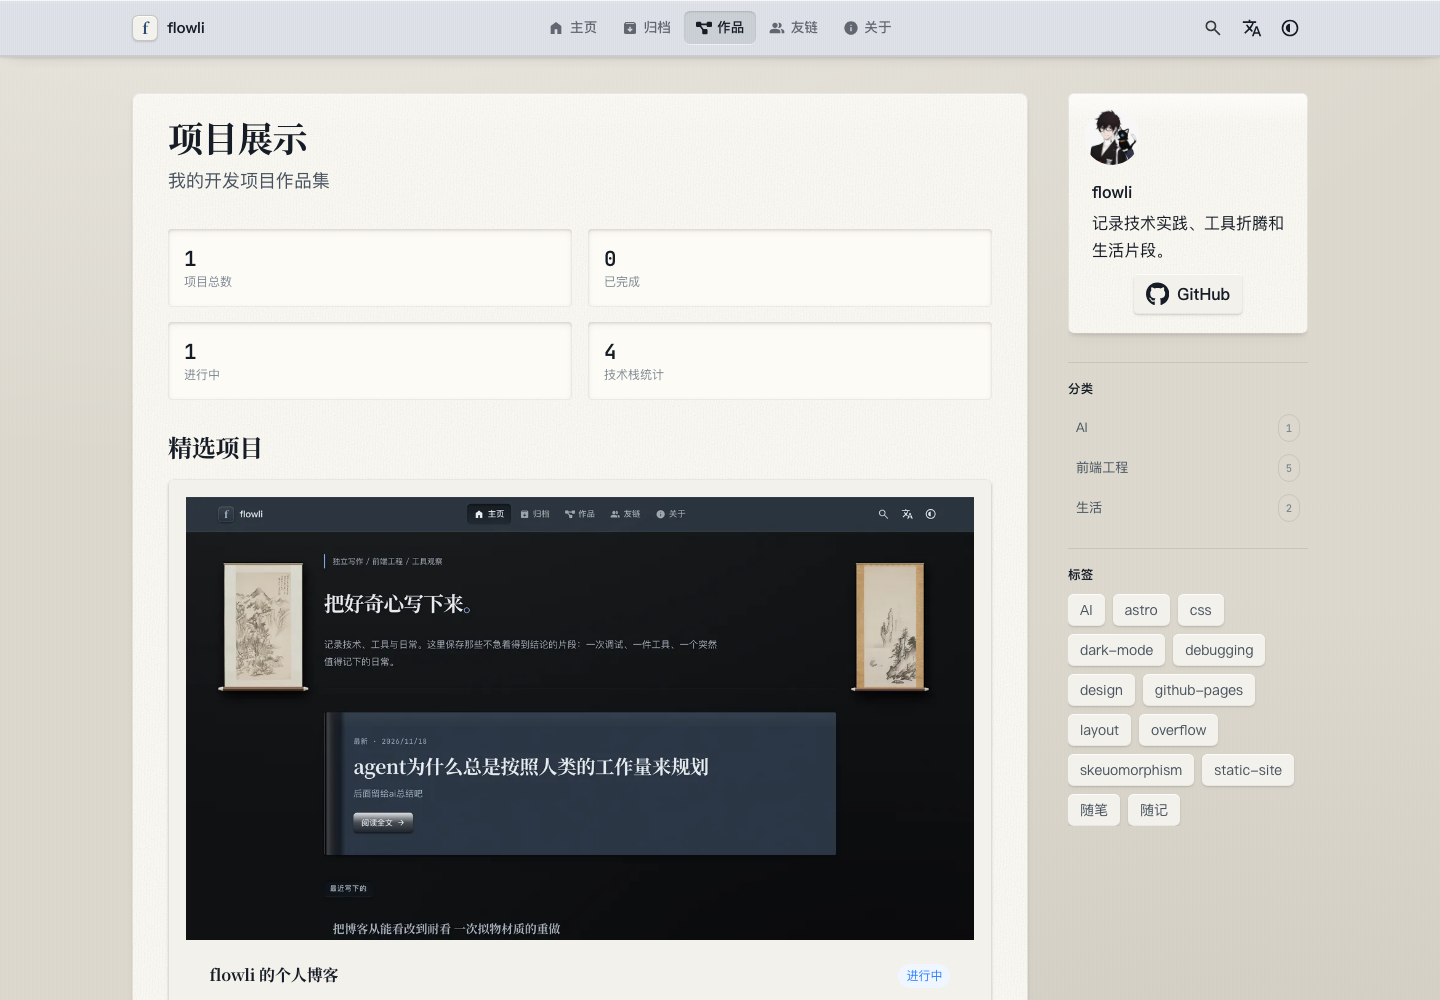 f flowli
主页 归档 作品 友链 关于
项目展示
我的开发项目作品集
1
项目总数
0
已完成
1
进行中
4
技术栈统计
精选项目
f flowli
主页 归档 作品 友链 关于
独立写作 / 前端工程 / 工具观察
把好奇心写下来。
记录技术、工具与日常。这里保存那些不急着得到结论的片段：一次调试、一件工具、一个突然
值得记下的日常。
最新 · 2026/11/18
agent为什么总是按照人类的工作量来规划
后面留给ai总结吧
阅读全文 →
最近写下的
把博客从能看改到耐看 一次拟物材质的重做
flowli 的个人博客
进行中
flowli
记录技术实践、工具折腾和
生活片段。
GitHub
分类
AI 1
前端工程 5
生活 2
标签
AI astro css
dark-mode debugging
design github-pages
layout overflow
skeuomorphism static-site
随笔 随记